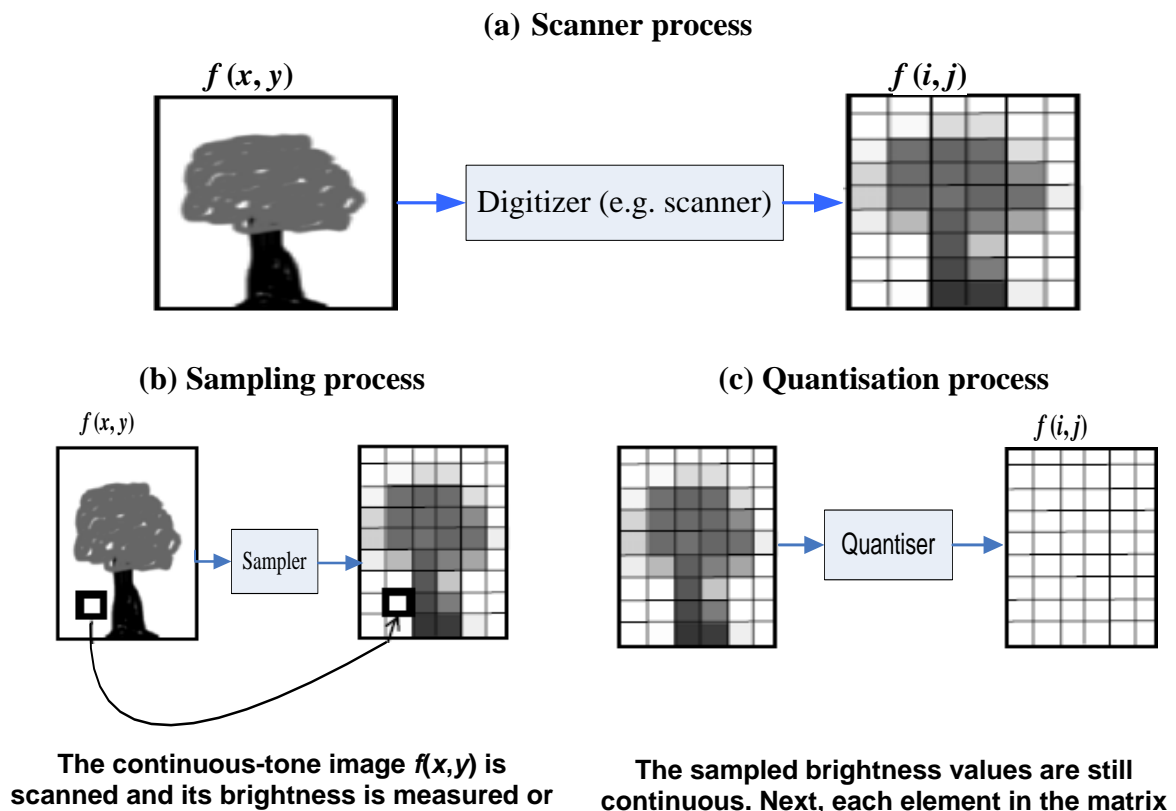 (a) Scanner process
f (x, y)
f (i, j)
Digitizer (e.g. scanner)
(b) Sampling process
(c) Quantisation process
f (x, y)
f (i, j)
Sampler
Quantiser
The continuous-tone image f(x,y) is
scanned and its brightness is measured or
The sampled brightness values are still
continuous. Next, each element in the matrix